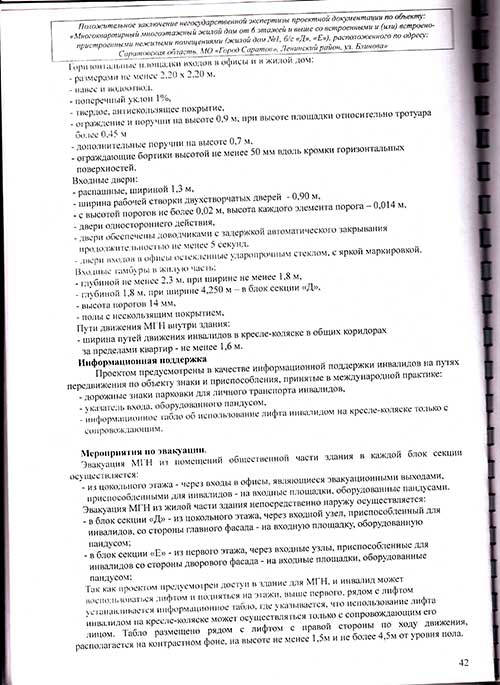 Положительное заключение негосударственной экспертизы проектной документации по объекту:
«Многоквартирный многоэтажный жилой дом от 6 этажей и выше со встроенными и (или) встроено-
пристроенными нежилыми помещениями (жилой дом №1, б/с «Д», «Е»), расположенного по адресу:
Саратовская область, МО «Город Саратов», Ленинский район, ул. Блинова»
Горизонтальные площадки входов в офисы и в жилой дом:
- размерами не менее 2.20 х 2.20 м.
- навес и водоотвод.
- поперечный уклон 1%,
- твердое, антискользящее покрытие.
- ограждение и поручни на высоте 0,9 м, при высоте площадки относительно тротуара
более 0,45 м
- дополнительные поручни на высоте 0,7 м,
- ограждающие бортики высотой не менее 50 мм вдоль кромки горизонтальных
поверхностей.
Входные двери:
- распашные, шириной 1,3 м,
- ширина рабочей створки двухстворчатых дверей - 0,90 м,
- с высотой порогов не более 0,02 м, высота каждого элемента порога – 0,014 м,
- двери одностороннего действия,
- двери обеспечены доводчиками с задержкой автоматического закрывания
продолжительностью не менее 5 секунд.
- двери входов в офисы остекленные ударопрочным стеклом, с яркой маркировкой.
Входные тамбуры в жилую часть:
- глубиной не менее 2.3 м. при ширине не менее 1,8 м,
- глубиной 1,8 м. при ширине 4,250 м – в блок секции «Д»,
- высота порогов 14 мм,
- полы с нескользящим покрытием.
Пути движения МГН внутри здания:
- ширина путей движения инвалидов в кресле-коляске в общих коридорах
за пределами квартир - не менее 1,6 м.
Информационная поддержка
Проектом предусмотрены в качестве информационной поддержки инвалидов на путях
передвижения по объекту знаки и приспособления, принятые в международной практике:
- дорожные знаки парковки для личного транспорта инвалидов,
- указатель входа, оборудованного пандусом,
- информационное табло об использование лифта инвалидом на кресле-коляске только с
сопровождающим.
Мероприятия по эвакуации.
Эвакуация МГН из помещений общественной части здания в каждой блок секции
осуществляется:
- из цокольного этажа - через входы в офисы, являющиеся эвакуационными выходами,
приспособленными для инвалидов - на входные площадки, оборудованные пандусами.
Эвакуация МГН из жилой части здания непосредственно наружу осуществляется:
- в блок секции «Д» - из цокольного этажа, через входной узел, приспособленный для
инвалидов, со стороны главного фасада - на входную площадку, оборудованную
пандусом;
- в блок секции «Е» - из первого этажа, через входные узлы, приспособленные для
инвалидов со стороны дворового фасада - на входные площадки, оборудованные
пандусом;
Так как проектом предусмотрен доступ в здание для МГН, и инвалид может
воспользоваться лифтом и подняться на этажи, выше первого, рядом с лифтом
устанавливается информационное табло, где указывается, что использование лифта
инвалидом на кресле-коляске может осуществляться только с сопровождающим его
лицом. Табло размещено рядом с лифтом с правой стороны по ходу движения,
располагается на контрастном фоне, на высоте не менее 1,5м и не более 4,5м от уровня пола.
42